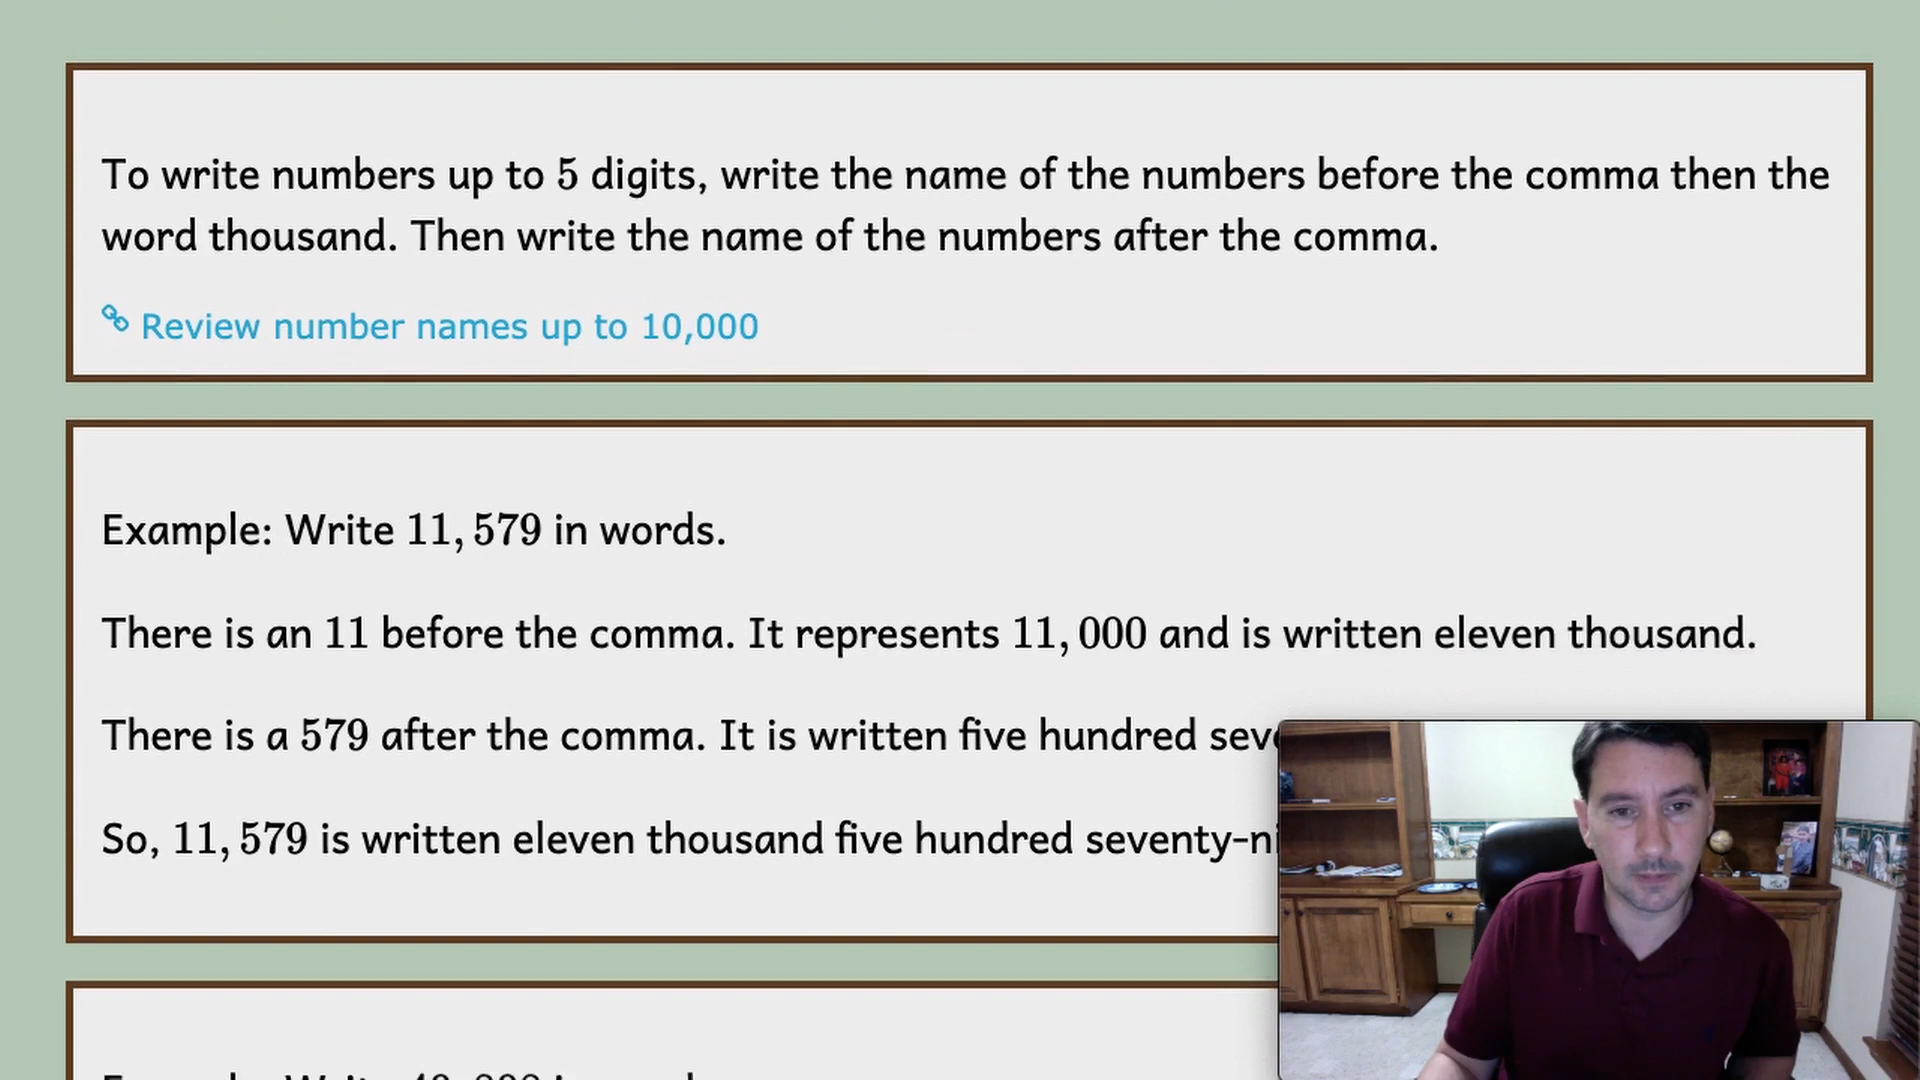 To write numbers up to 5 digits, write the name of the numbers before the comma then the
word thousand. Then write the name of the numbers after the comma.
Review number names up to 10,000
Example: Write 11,579 in words.
There is an 11 before the comma. It represents 11,000 and is written eleven thousand.
There is a 579 after the comma. It is written five hundred
So, 11,579 is written eleven thousand five hundred